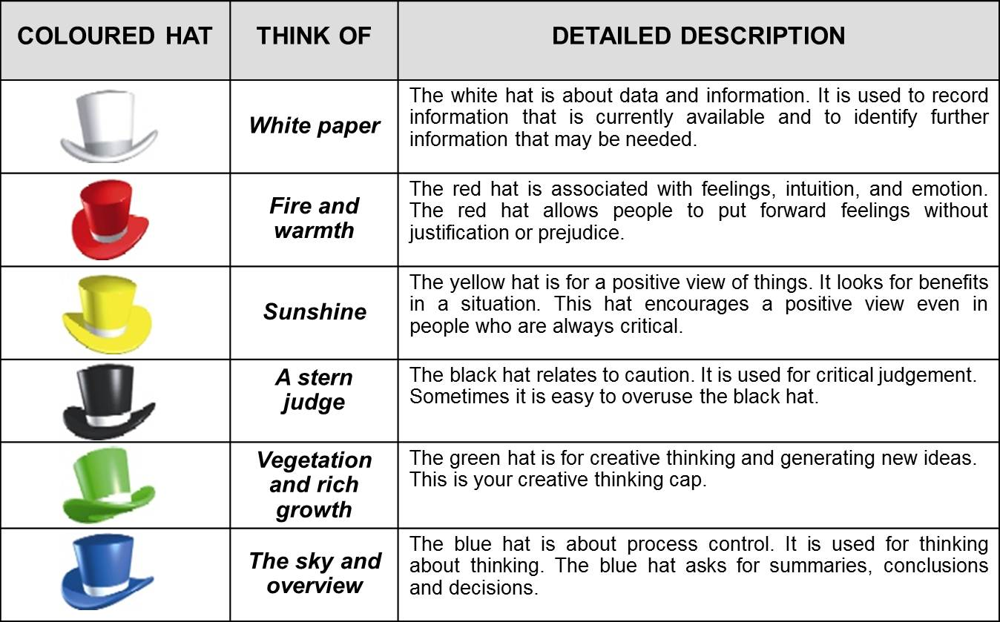 COLOURED HAT
THINK OF
DETAILED DESCRIPTION
White paper
The white hat is about data and information. It is used to record
information that is currently available and to identify further
information that may be needed.
Fire and
warmth
The red hat is associated with feelings, intuition, and emotion.
The red hat allows people to put forward feelings without
justification or prejudice.
Sunshine
The yellow hat is for a positive view of things. It looks for benefits
in a situation. This hat encourages a positive view even in
people who are always critical.
A stern
judge
The black hat relates to caution. It is used for critical judgement.
Sometimes it is easy to overuse the black hat.
Vegetation
and rich
growth
The green hat is for creative thinking and generating new ideas.
This is your creative thinking cap.
The sky and
overview
The blue hat is about process control. It is used for thinking
about thinking. The blue hat asks for summaries, conclusions
and decisions.